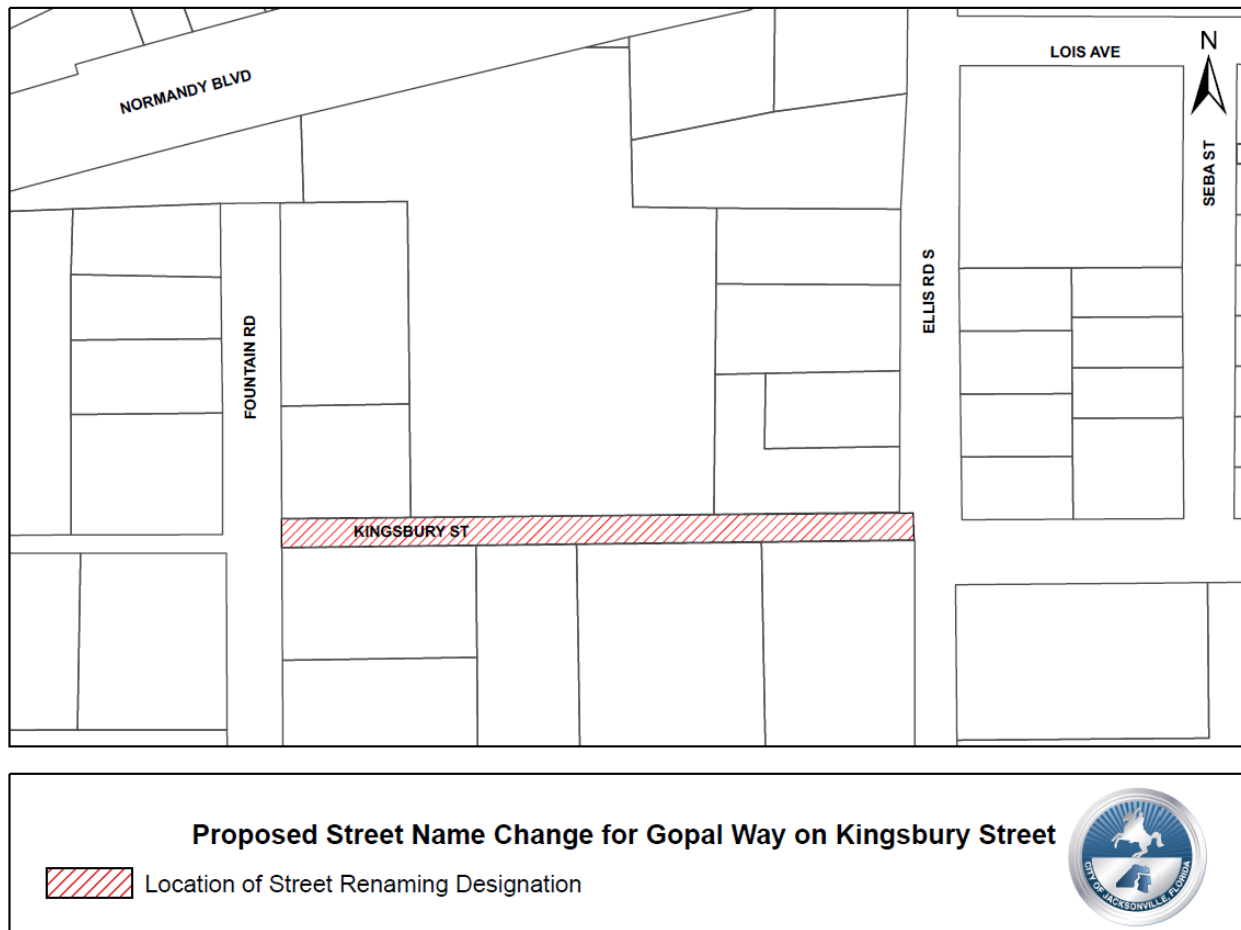 LOIS AVE
N
NORMANDY BLVD
SEBA ST
ELLIS RD S
FOUNTAIN RD
KINGSBURY ST
Proposed Street Name Change for Gopal Way on Kingsbury Street
Location of Street Renaming Designation
CITY OF JACKSONVILLE, FLORIDA